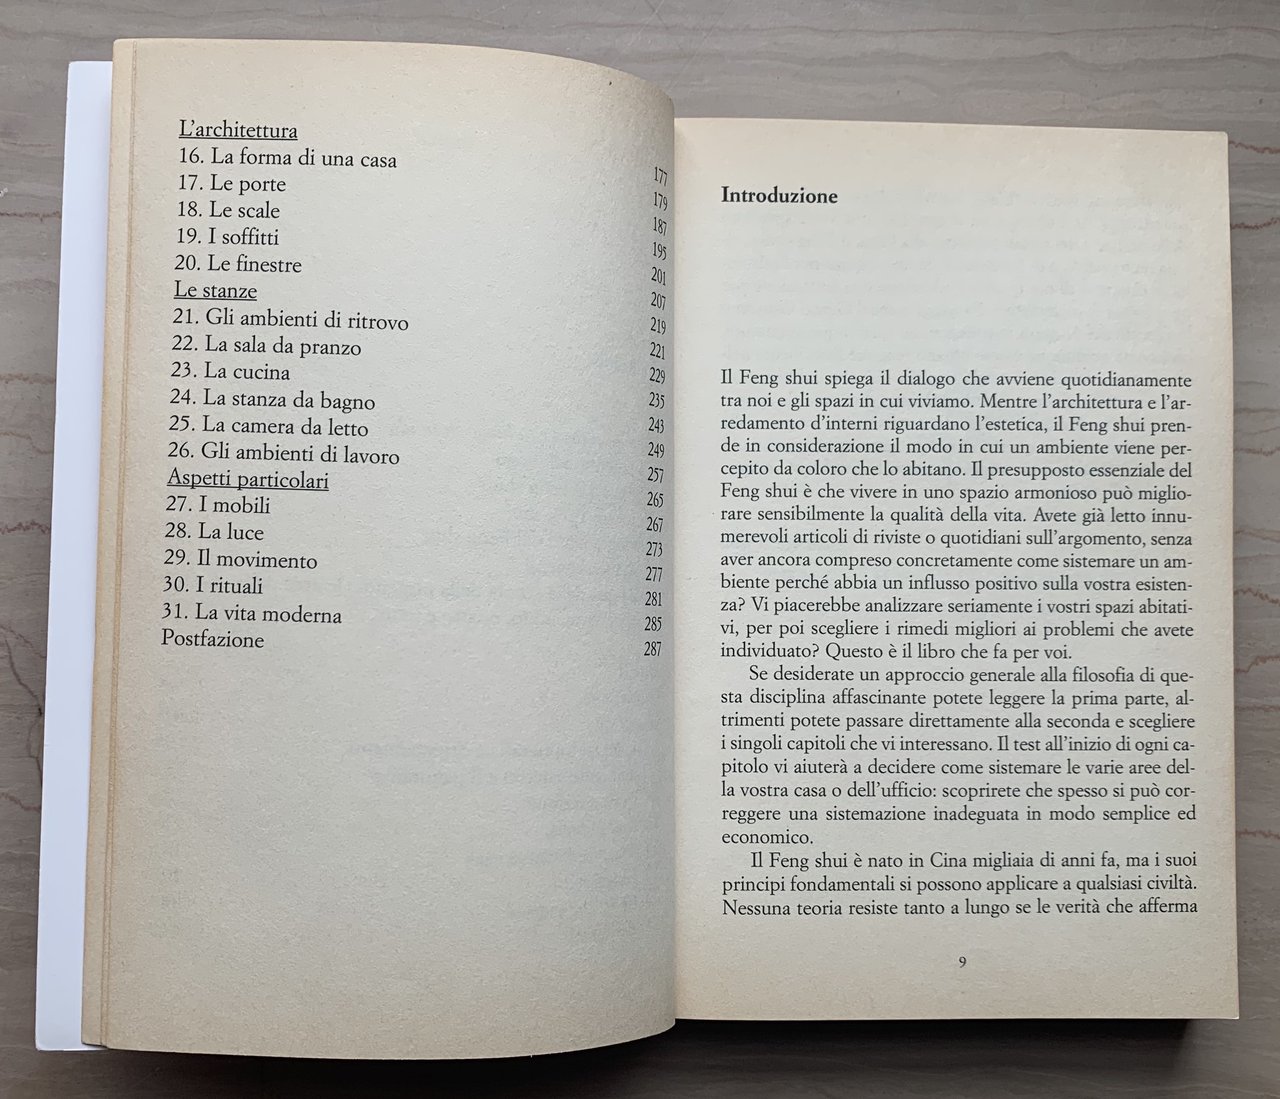 L'architettura 177
16. La forma di una casa 179
17. Le porte 187
18. Le scale 195
19. I soffitti 201
20. Le finestre 207
Le stanze 219
21. Gli ambienti di ritrovo 221
22. La sala da pranzo 229
23. La cucina 235
24. La stanza da bagno 243
25. La camera da letto 249
26. Gli ambienti di lavoro 257
Aspetti particolari 265
27. I mobili 267
28. La luce 273
29. Il movimento 277
30. I rituali 281
31. La vita moderna 285
Postfazione 287
Introduzione
Il Feng shui spiega il dialogo che avviene quotidianamente
tra noi e gli spazi in cui viviamo. Mentre l'architettura e l'ar-
redamento d'interni riguardano l'estetica, il Feng shui pren-
de in considerazione il modo in cui un ambiente viene per-
cepito da coloro che lo abitano. Il presupposto essenziale del
Feng shui è che vivere in uno spazio armonioso può miglio-
rare sensibilmente la qualità della vita. Avete già letto innu-
merevoli articoli di riviste o quotidiani sull'argomento, senza
aver ancora compreso concretamente come sistemare un am-
biente perché abbia un influsso positivo sulla vostra esisten-
za? Vi piacerebbe analizzare seriamente i vostri spazi abitati-
vi, per poi scegliere i rimedi migliori ai problemi che avete
individuato? Questo è il libro che fa per voi.
Se desiderate un approccio generale alla filosofia di que-
sta disciplina affascinante potete leggere la prima parte, al-
trimenti potete passare direttamente alla seconda e scegliere
i singoli capitoli che vi interessano. Il test all'inizio di ogni ca-
pitolo vi aiuterà a decidere come sistemare le varie aree del-
la vostra casa o dell'ufficio: scoprirete che spesso si può cor-
reggere una sistemazione inadeguata in modo semplice ed
economico.
Il Feng shui è nato in Cina migliaia di anni fa, ma i suoi
principi fondamentali si possono applicare a qualsiasi civiltà.
Nessuna teoria resiste tanto a lungo se le verità che afferma
9